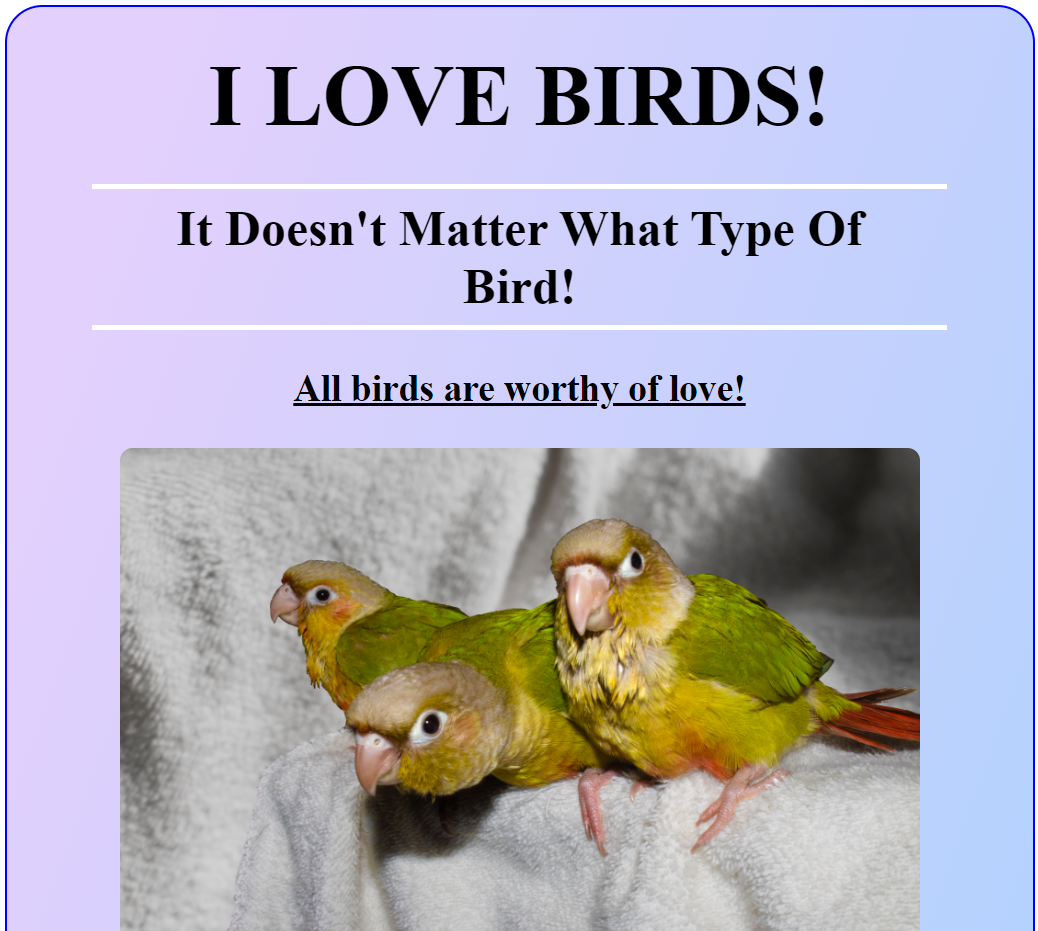 I LOVE BIRDS!
It Doesn't Matter What Type Of
Bird!
All birds are worthy of love!